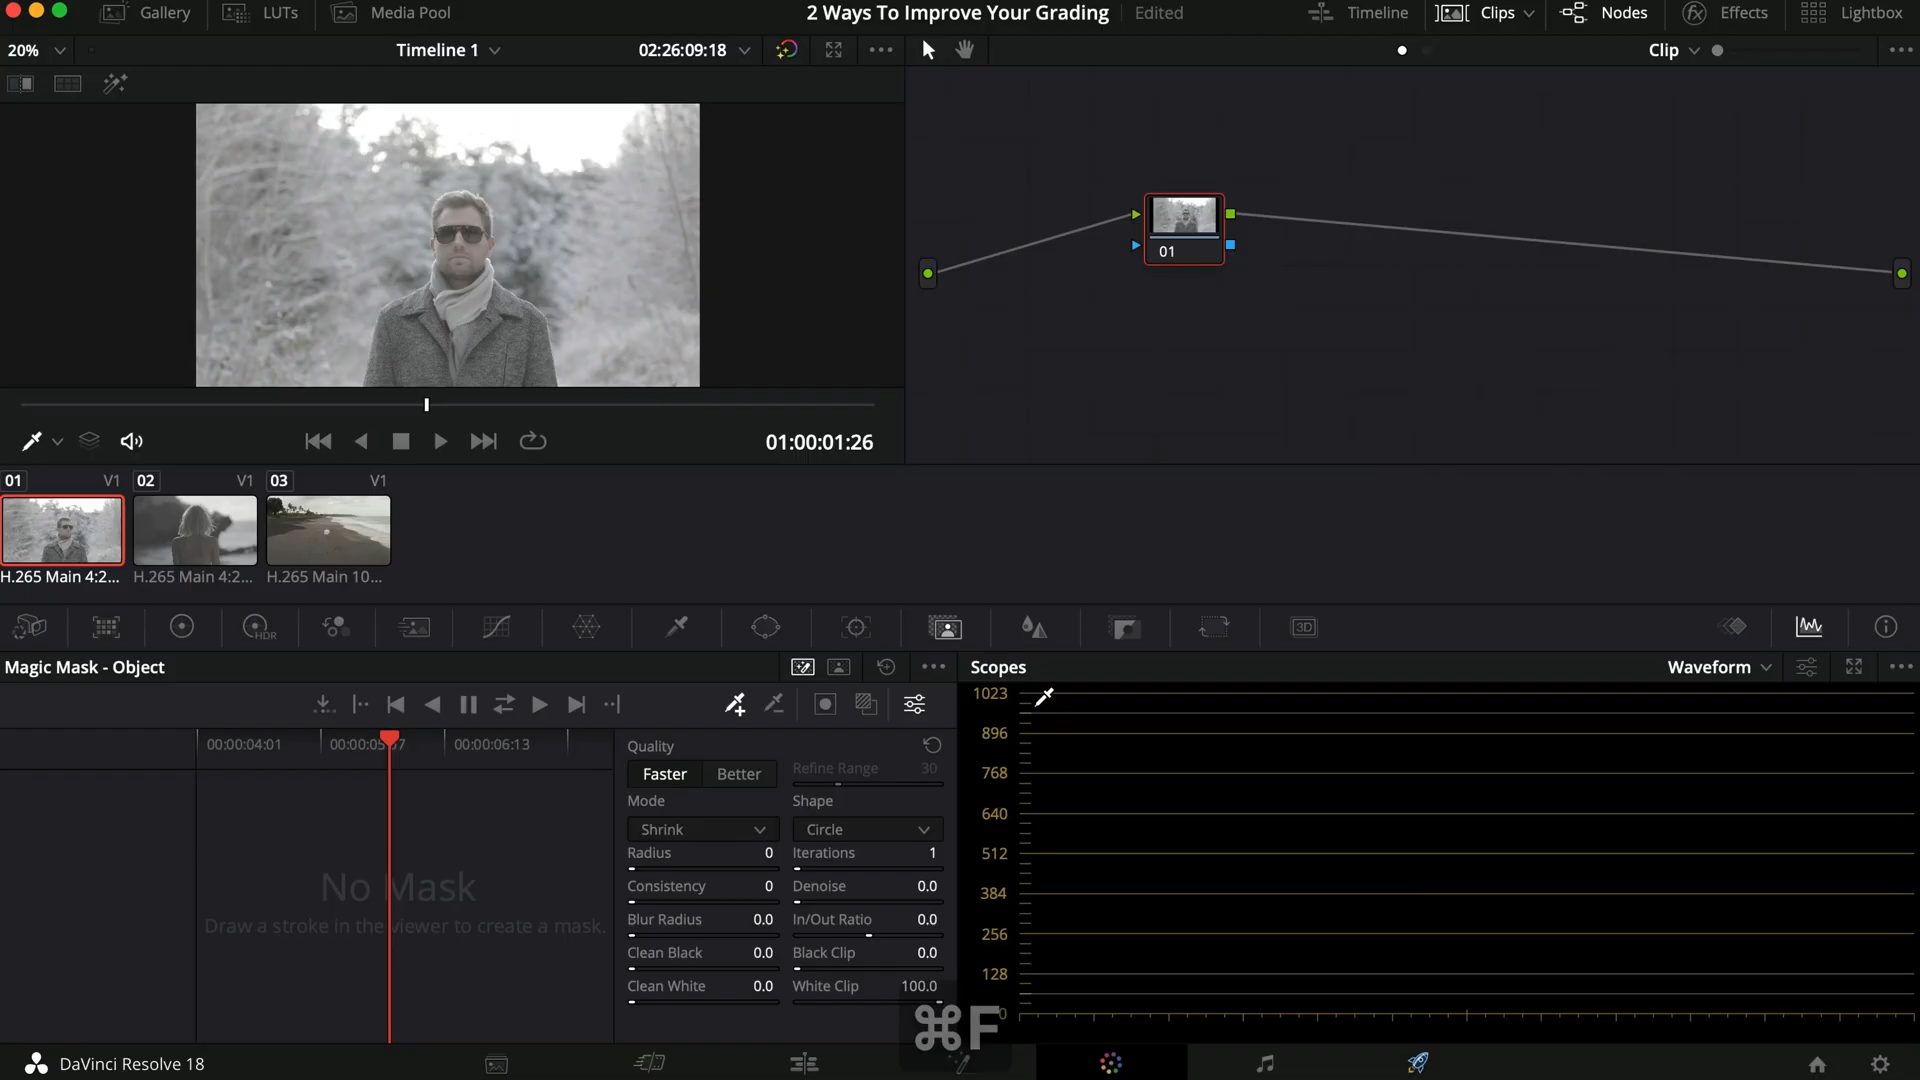 Gallery LUTs Media Pool 2 Ways To Improve Your Grading Edited Timeline Clips Nodes Effects Lightbox
20% Timeline 1 02:26:09:18 Clip
01
01:00:01:26
01 V1 02 V1 03 V1
H.265 Main 4:2... H.265 Main 4:2... H.265 Main 10...
HDR 3D
Magic Mask - Object Scopes Waveform
00:00:04:01 00:00:06:13
Quality
Faster Better Refine Range 30
Mode Shape
Shrink Circle
Radius 0 Iterations 1
Consistency 0 Denoise 0.0
Blur Radius 0.0 In/Out Ratio 0.0
Clean Black 0.0 Black Clip 0.0
Clean White 0.0 White Clip 100.0
No Mask
Draw a stroke in the viewer to create a mask.
1023
896
768
640
512
384
256
128
0
⌘F
DaVinci Resolve 18